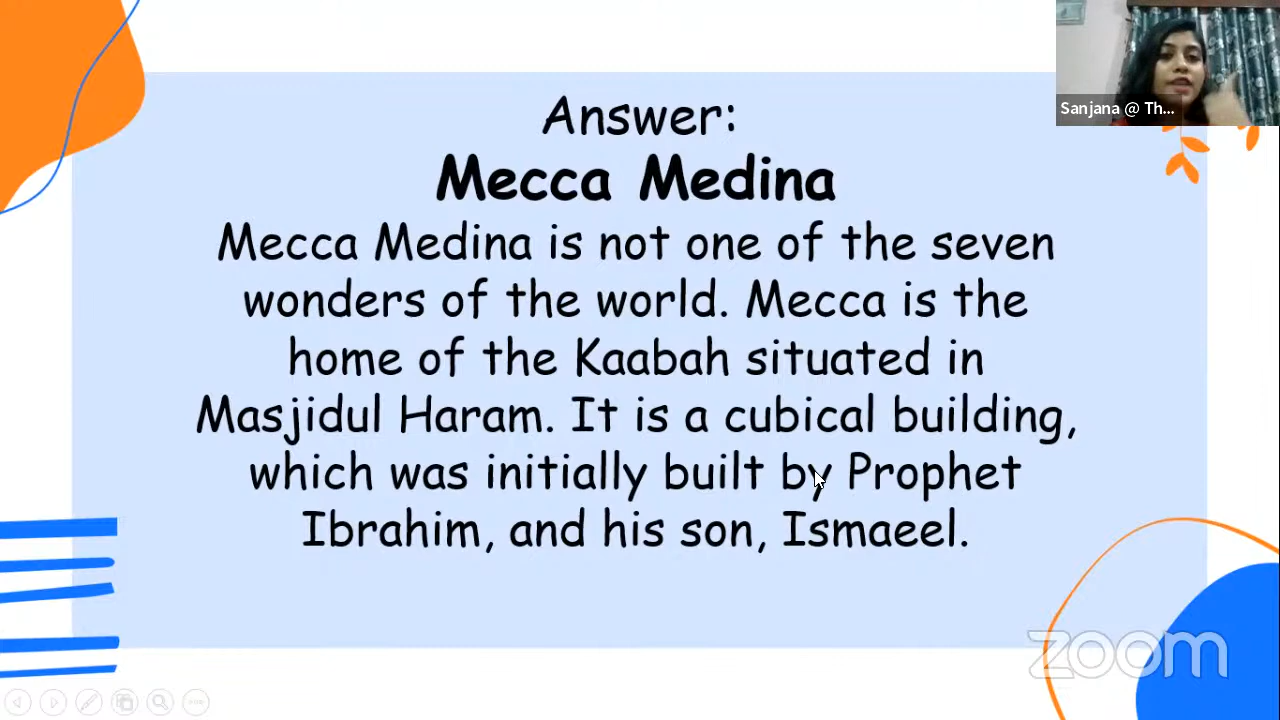 Sanjana @ Th...
Answer:
Mecca Medina
Mecca Medina is not one of the seven
wonders of the world. Mecca is the
home of the Kaabah situated in
Masjidul Haram. It is a cubical building,
which was initially built by Prophet
Ibrahim, and his son, Ismaeel.
zoom